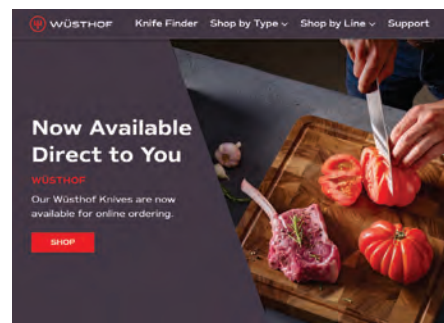 WÜSTHOF Knife Finder Shop by Type Shop by Line Support
Now Available
Direct to You
WÜSTHOF
Our Wüsthof Knives are now
available for online ordering.
SHOP